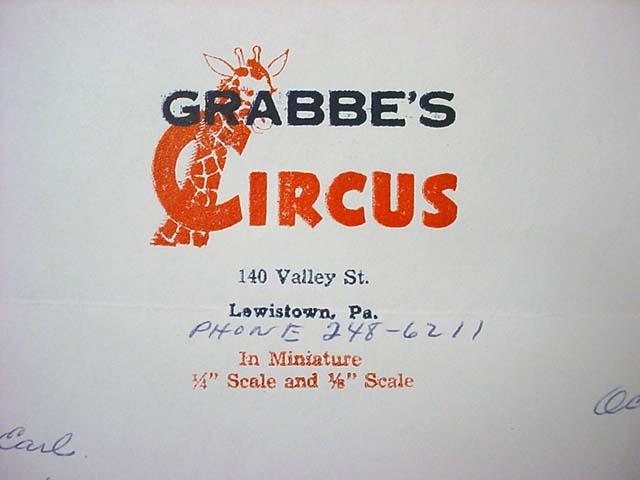 GRABBE'S
CIRCUS
140 Valley St.
Lewistown, Pa.
PHONE 248-6211
In Miniature
¼" Scale and ⅛" Scale
Oc
Carl